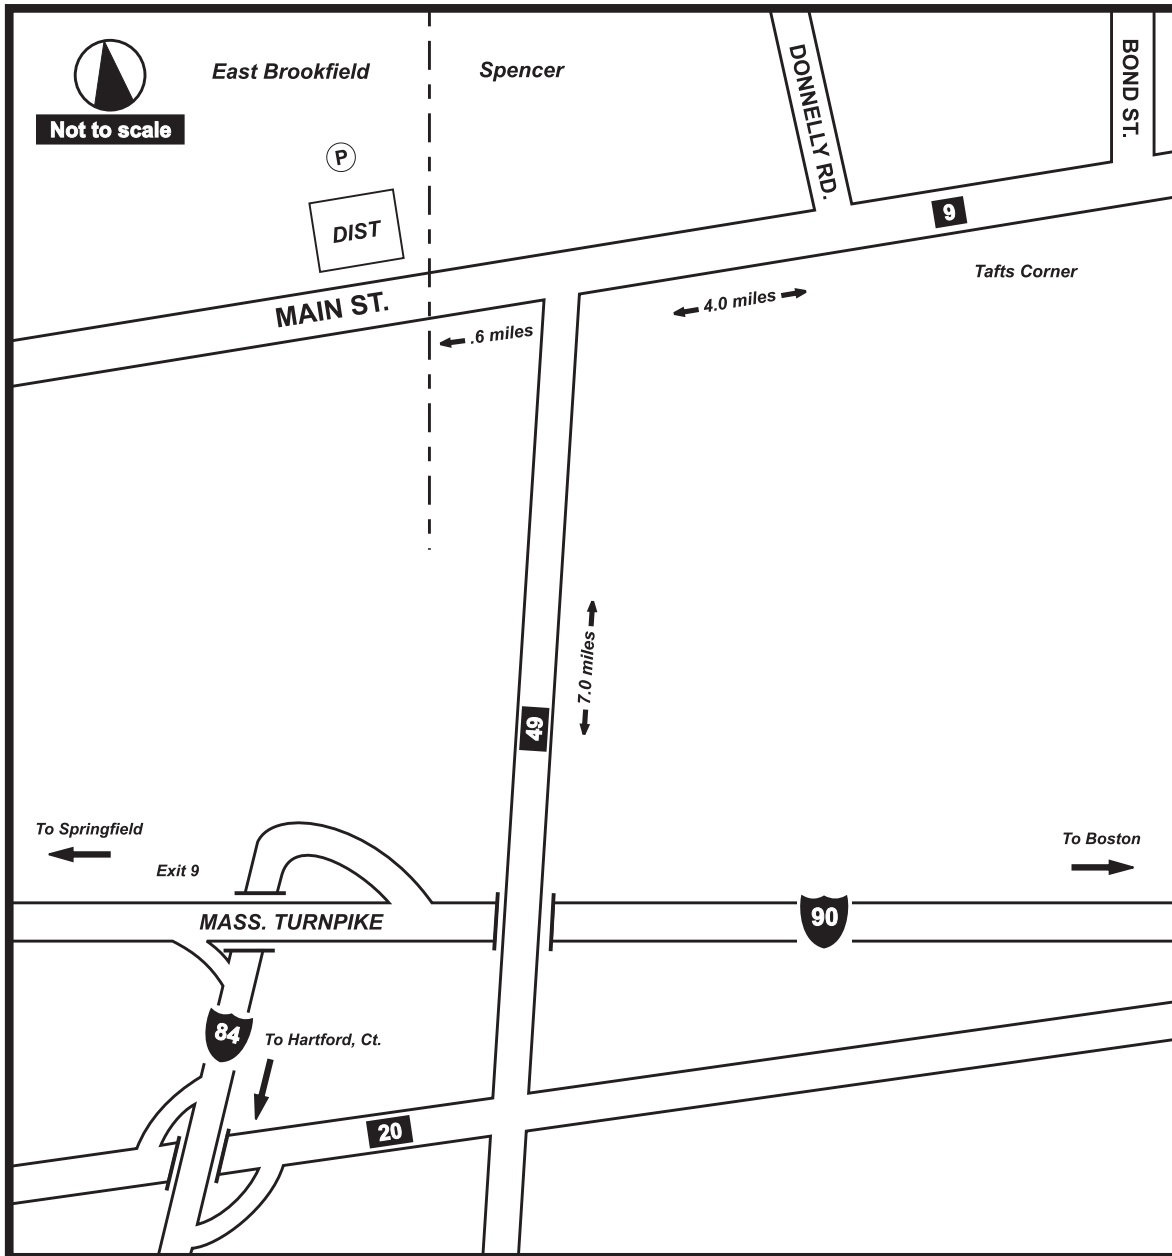 East Brookfield
Spencer
DONNELLY RD.
BOND ST.
Not to scale
P
DIST
9
Tafts Corner
MAIN ST.
4.0 miles
.6 miles
7.0 miles
49
To Springfield
To Boston
Exit 9
MASS. TURNPIKE
90
84
To Hartford, Ct.
20